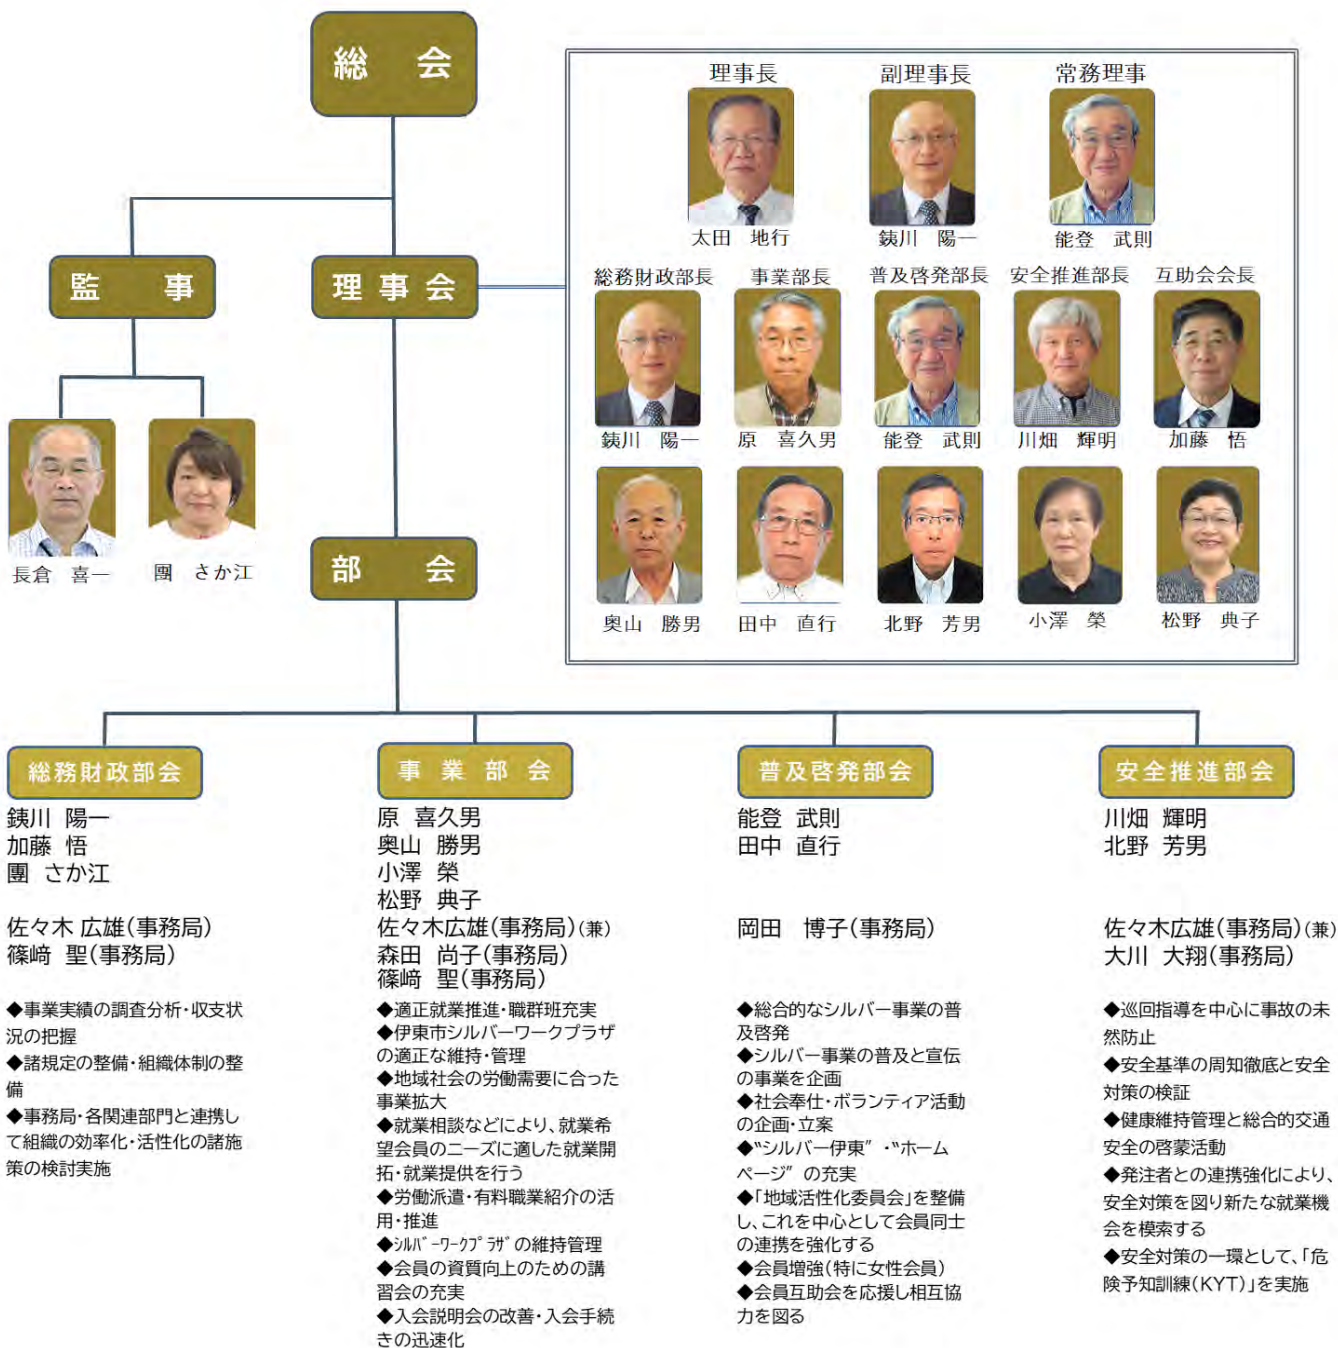 総 会
理事長
副理事長
常務理事
太田 地行
銕川 陽一
能登 武則
監 事
理 事 会
総務財政部長
事業部長
普及啓発部長
安全推進部長
互助会会長
銕川 陽一
原 喜久男
能登 武則
川畑 輝明
加藤 悟
長倉 喜一
團 さか江
部 会
奥山 勝男
田中 直行
北野 芳男
小澤 榮
松野 典子
総務財政部会
銕川 陽一
加藤 悟
團 さか江
佐々木 広雄(事務局)
篠﨑 聖(事務局)
◆事業実績の調査分析・収支状
況の把握
◆諸規定の整備・組織体制の整
備
◆事務局・各関連部門と連携し
て組織の効率化・活性化の諸施
策の検討実施
事 業 部 会
原 喜久男
奥山 勝男
小澤 榮
松野 典子
佐々木広雄(事務局)(兼)
森田 尚子(事務局)
篠﨑 聖(事務局)
◆適正就業推進・職群班充実
◆伊東市シルバーワークプラザ
の適正な維持・管理
◆地域社会の労働需要に合った
事業拡大
◆就業相談などにより、就業希
望会員のニーズに適した就業開
拓・就業提供を行う
◆労働派遣・有料職業紹介の活
用・推進
◆ｼﾙﾊﾞｰﾜｰｸﾌﾟﾗｻﾞの維持管理
◆会員の資質向上のための講
習会の充実
◆入会説明会の改善・入会手続
きの迅速化
普及啓発部会
能登 武則
田中 直行
岡田 博子(事務局)
◆総合的なシルバー事業の普
及啓発
◆シルバー事業の普及と宣伝
の事業を企画
◆社会奉仕・ボランティア活動
の企画・立案
◆“シルバー伊東”・“ホーム
ページ”の充実
◆「地域活性化委員会」を整備
し、これを中心として会員同士
の連携を強化する
◆会員増強(特に女性会員)
◆会員互助会を応援し相互協
力を図る
安全推進部会
川畑 輝明
北野 芳男
佐々木広雄(事務局)(兼)
大川 大翔(事務局)
◆巡回指導を中心に事故の未
然防止
◆安全基準の周知徹底と安全
対策の検証
◆健康維持管理と総合的交通
安全の啓蒙活動
◆発注者との連携強化により、
安全対策を図り新たな就業機
会を模索する
◆安全対策の一環として、「危
険予知訓練(KYT)」を実施